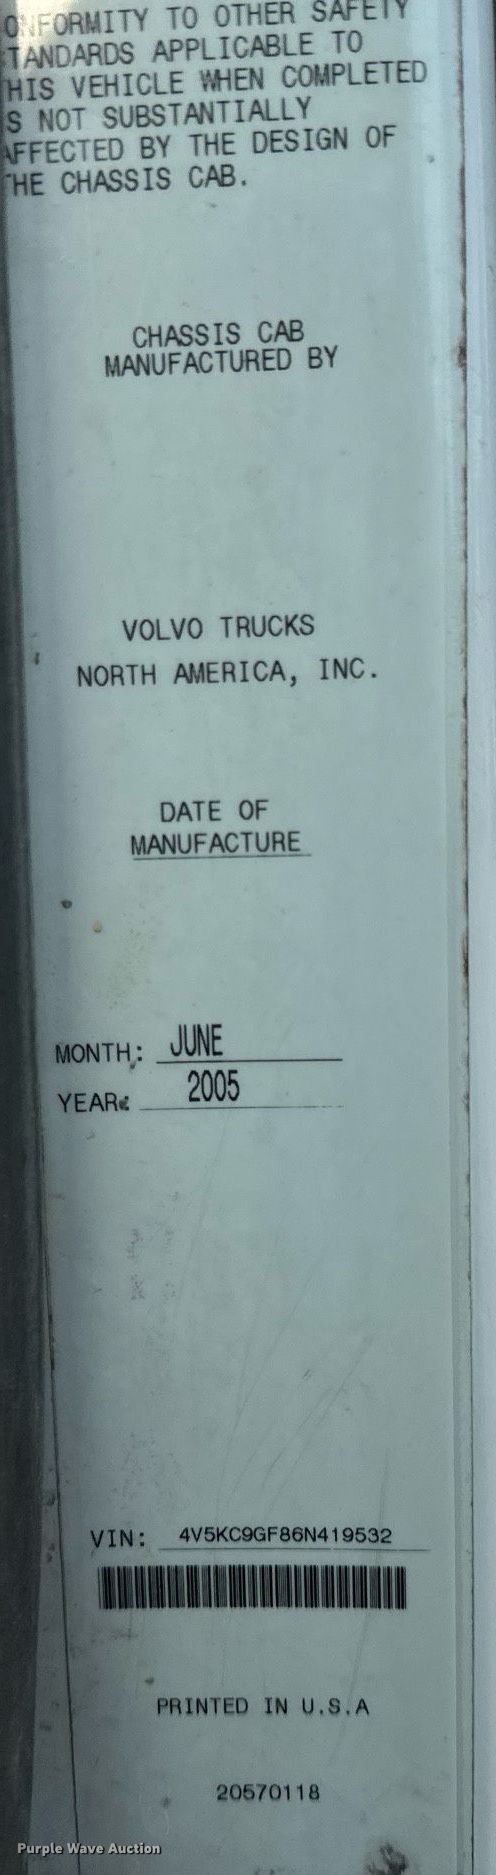 ONFORMITY TO OTHER SAFETY
TANDARDS APPLICABLE TO
HIS VEHICLE WHEN COMPLETED
S NOT SUBSTANTIALLY
AFFECTED BY THE DESIGN OF
THE CHASSIS CAB.
CHASSIS CAB
MANUFACTURED BY
VOLVO TRUCKS
NORTH AMERICA, INC.
DATE OF
MANUFACTURE
MONTH: JUNE
YEAR: 2005
VIN: 4V5KC9GF86N419532
PRINTED IN U.S.A
20570118
Purple Wave Auction